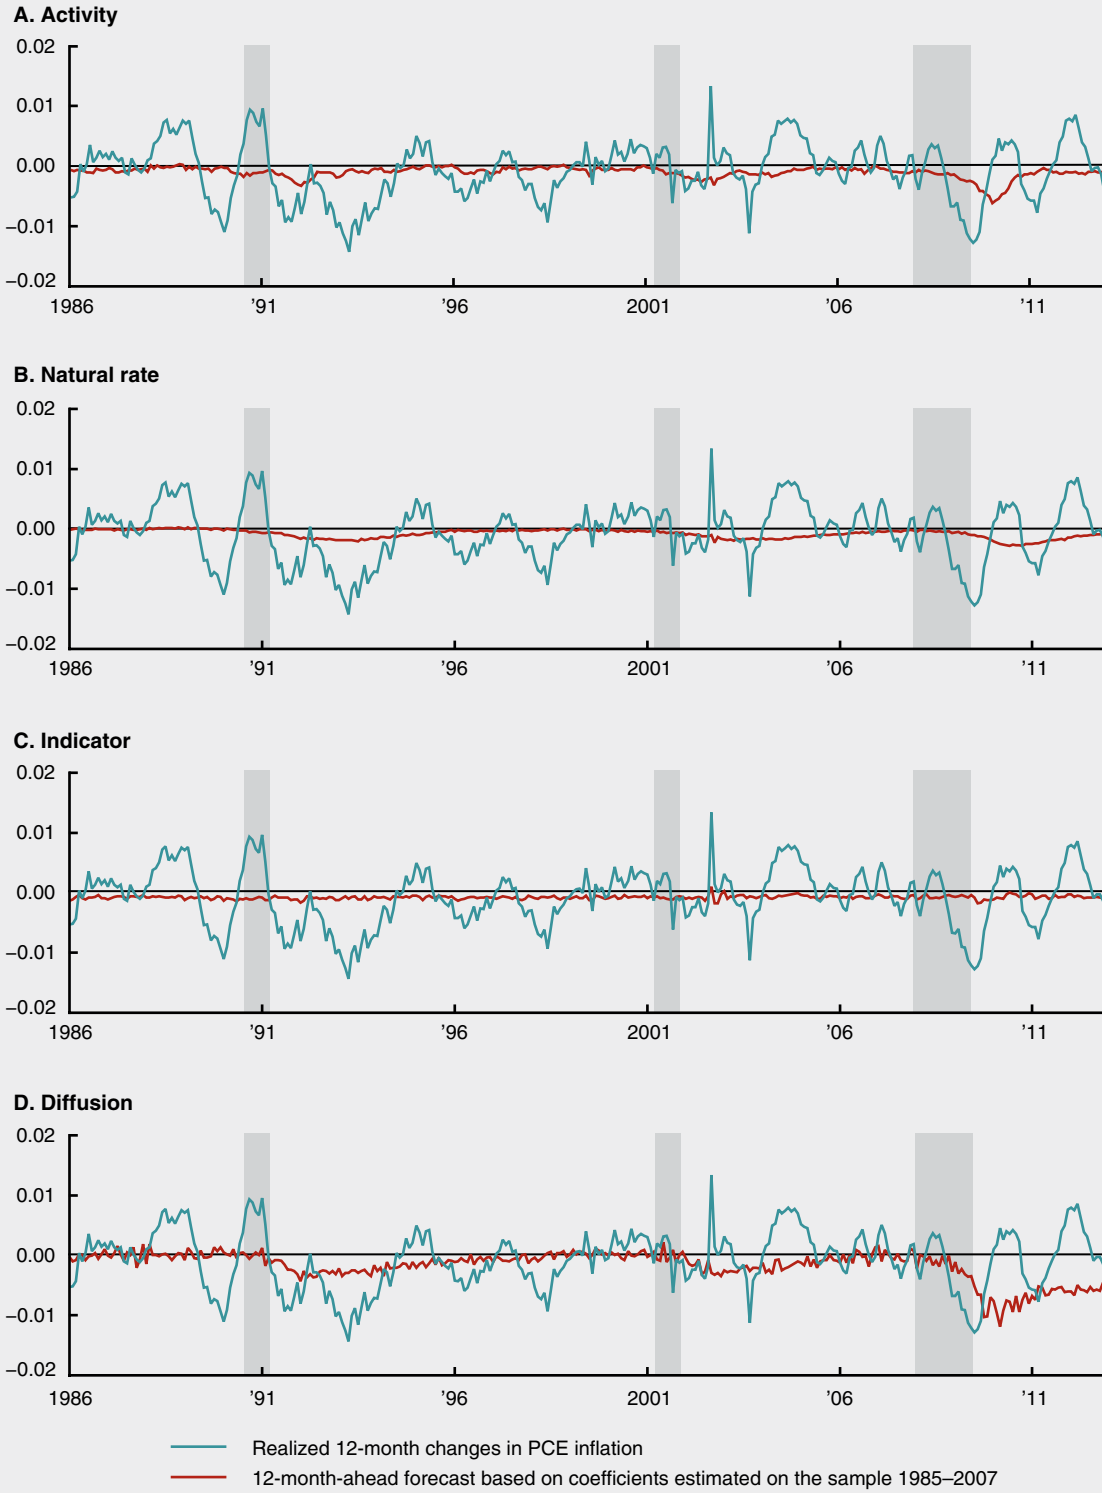 A. Activity
0.02
0.01
0.00
−0.01
−0.02
1986 ’91 ’96 2001 ’06 ’11
B. Natural rate
0.02
0.01
0.00
−0.01
−0.02
1986 ’91 ’96 2001 ’06 ’11
C. Indicator
0.02
0.01
0.00
−0.01
−0.02
1986 ’91 ’96 2001 ’06 ’11
D. Diffusion
0.02
0.01
0.00
−0.01
−0.02
1986 ’91 ’96 2001 ’06 ’11
Realized 12-month changes in PCE inflation
12-month-ahead forecast based on coefficients estimated on the sample 1985–2007